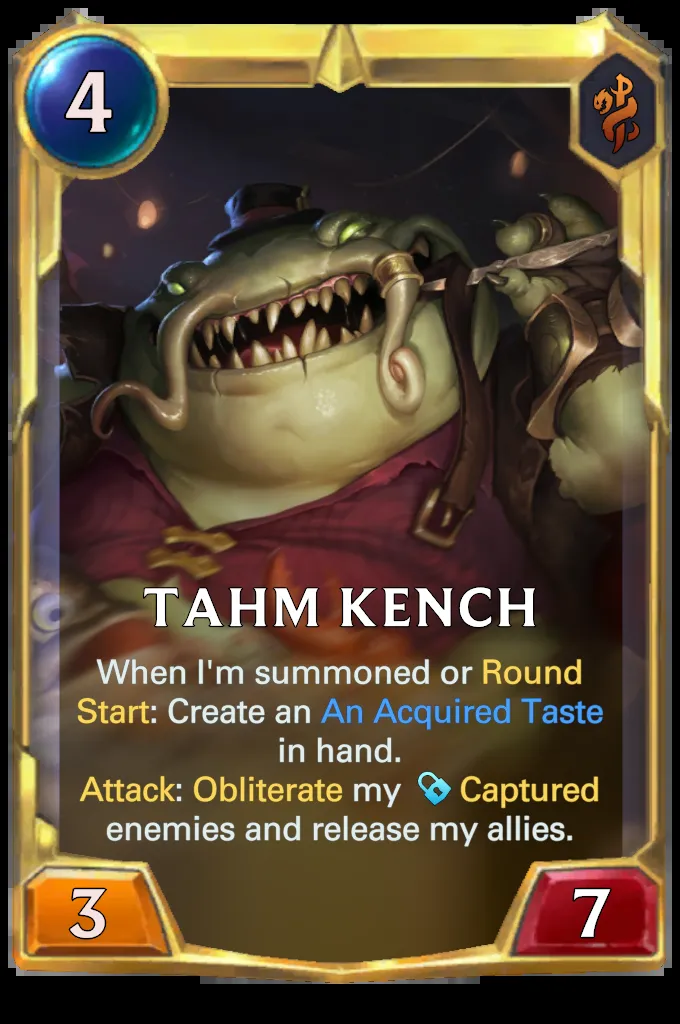 4
TAHM KENCH
When I'm summoned or Round
Start: Create an An Acquired Taste
in hand.
Attack: Obliterate my Captured
enemies and release my allies.
3
7